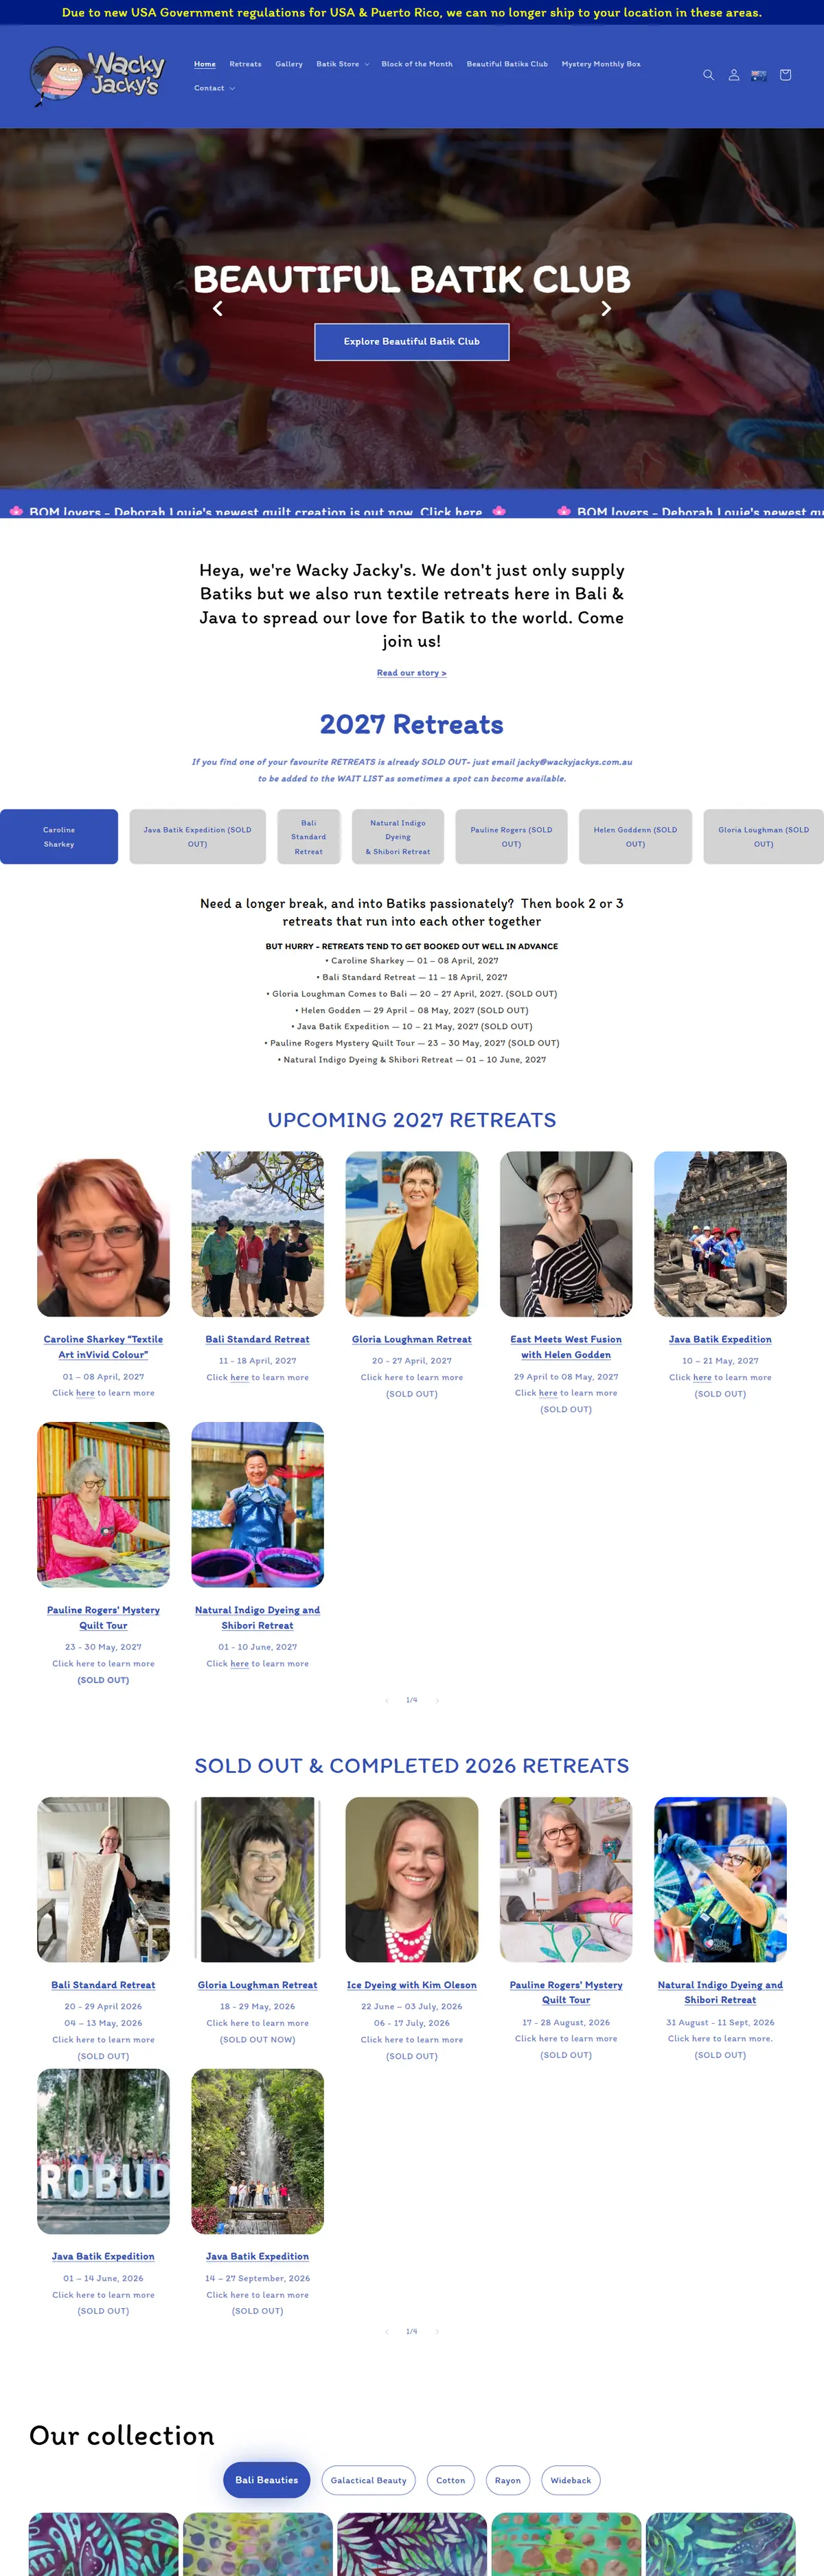 Due to new USA Government regulations for USA & Puerto Rico, we can no longer ship to your location in these areas.
Wacky
Jacky's
Home Retreats Gallery Batik Store Block of the Month Beautiful Batiks Club Mystery Monthly Box
Contact
BEAUTIFUL BATIK CLUB
Explore Beautiful Batik Club
BOM lovers - Deborah Louie's newest quilt creation is out now. Click here BOM lovers - Deborah Louie's newest qu
Heya, we're Wacky Jacky's. We don't just only supply
Batiks but we also run textile retreats here in Bali &
Java to spread our love for Batik to the world. Come
join us!
Read our story >
2027 Retreats
If you find one of your favourite RETREATS is already SOLD OUT- just email jacky@wackyjackys.com.au
to be added to the WAIT LIST as sometimes a spot can become available.
Caroline
Sharkey
Java Batik Expedition (SOLD
OUT)
Bali
Standard
Retreat
Natural Indigo
Dyeing
& Shibori Retreat
Pauline Rogers (SOLD
OUT)
Helen Goddenn (SOLD
OUT)
Gloria Loughman (SOLD
OUT)
Need a longer break, and into Batiks passionately? Then book 2 or 3
retreats that run into each other together
BUT HURRY - RETREATS TEND TO GET BOOKED OUT WELL IN ADVANCE
• Caroline Sharkey — 01 – 08 April, 2027
• Bali Standard Retreat — 11 – 18 April, 2027
• Gloria Loughman Comes to Bali — 20 – 27 April, 2027. (SOLD OUT)
• Helen Godden — 29 April – 08 May, 2027 (SOLD OUT)
• Java Batik Expedition — 10 – 21 May, 2027 (SOLD OUT)
• Pauline Rogers Mystery Quilt Tour — 23 – 30 May, 2027 (SOLD OUT)
• Natural Indigo Dyeing & Shibori Retreat — 01 – 10 June, 2027
UPCOMING 2027 RETREATS
Caroline Sharkey "Textile
Art inVivid Colour"
01 – 08 April, 2027
Click here to learn more
Bali Standard Retreat
11 - 18 April, 2027
Click here to learn more
Gloria Loughman Retreat
20 - 27 April, 2027
Click here to learn more
(SOLD OUT)
East Meets West Fusion
with Helen Godden
29 April to 08 May, 2027
Click here to learn more
(SOLD OUT)
Java Batik Expedition
10 – 21 May, 2027
Click here to learn more
(SOLD OUT)
Pauline Rogers' Mystery
Quilt Tour
23 - 30 May, 2027
Click here to learn more
(SOLD OUT)
Natural Indigo Dyeing and
Shibori Retreat
01 - 10 June, 2027
Click here to learn more
1/4
SOLD OUT & COMPLETED 2026 RETREATS
Bali Standard Retreat
20 - 29 April 2026
04 – 13 May, 2026
Click here to learn more
(SOLD OUT)
Gloria Loughman Retreat
18 - 29 May, 2026
Click here to learn more
(SOLD OUT NOW)
Ice Dyeing with Kim Oleson
22 June – 03 July, 2026
06 - 17 July, 2026
Click here to learn more
(SOLD OUT)
Pauline Rogers' Mystery
Quilt Tour
17 - 28 August, 2026
Click here to learn more
(SOLD OUT)
Natural Indigo Dyeing and
Shibori Retreat
31 August - 11 Sept, 2026
Click here to learn more.
(SOLD OUT)
ROBUD
Java Batik Expedition
01 – 14 June, 2026
Click here to learn more
(SOLD OUT)
Java Batik Expedition
14 – 27 September, 2026
Click here to learn more
(SOLD OUT)
1/4
Our collection
Bali Beauties Galactical Beauty Cotton Rayon Wideback